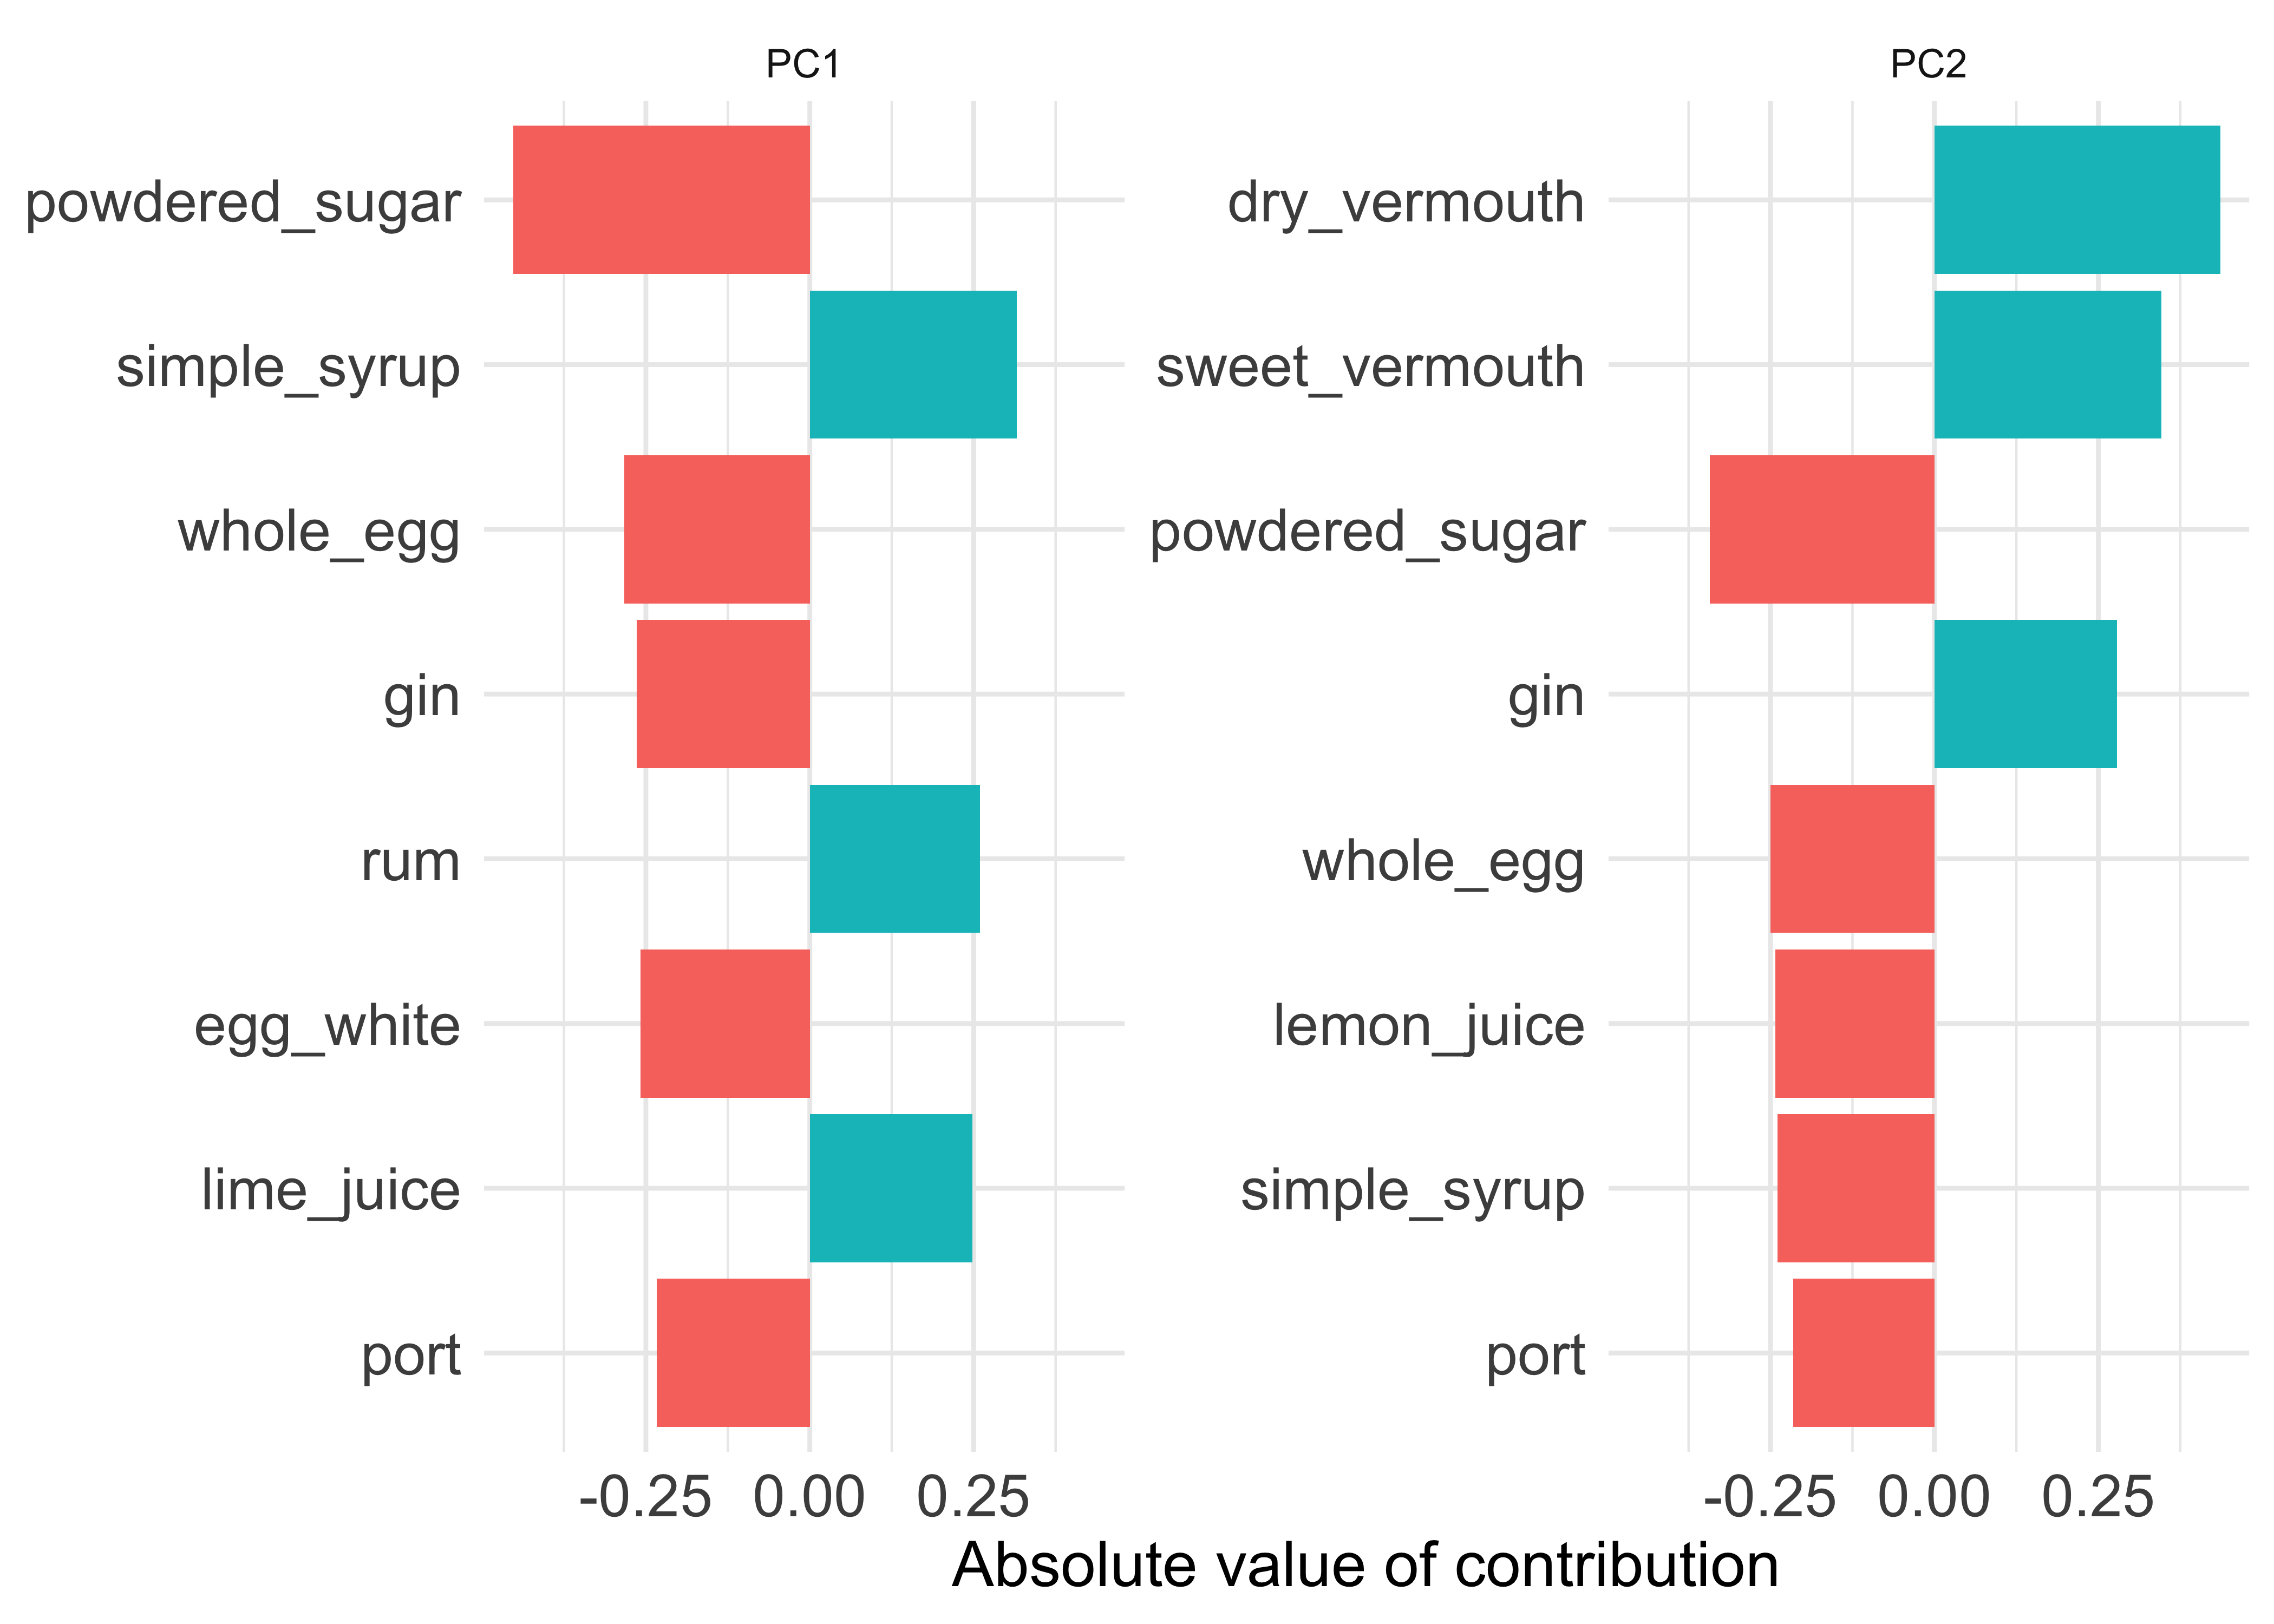 PC1
powdered_sugar
simple_syrup
whole_egg
gin
rum
egg_white
lime_juice
port
-0.25 0.00 0.25
PC2
dry_vermouth
sweet_vermouth
powdered_sugar
gin
whole_egg
lemon_juice
simple_syrup
port
-0.25 0.00 0.25
Absolute value of contribution